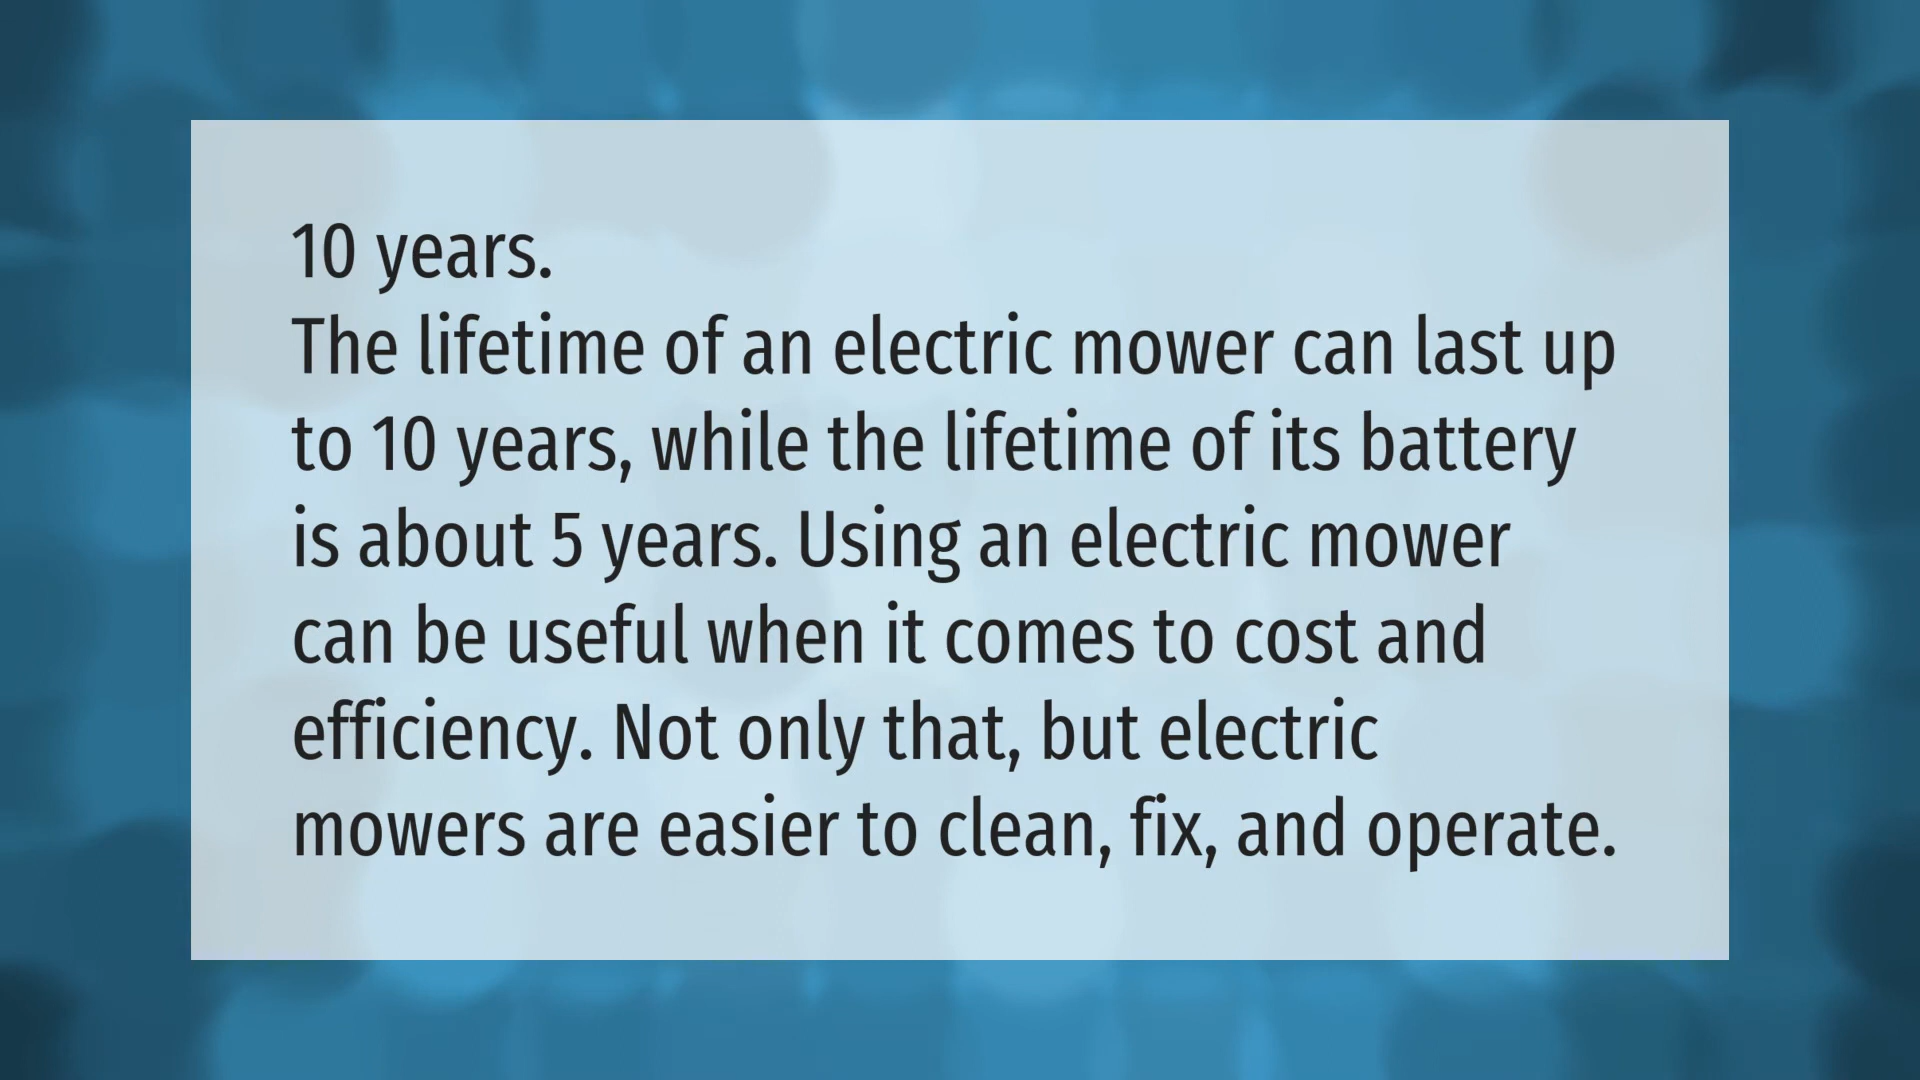 10 years.
The lifetime of an electric mower can last up
to 10 years, while the lifetime of its battery
is about 5 years. Using an electric mower
can be useful when it comes to cost and
efficiency. Not only that, but electric
mowers are easier to clean, fix, and operate.